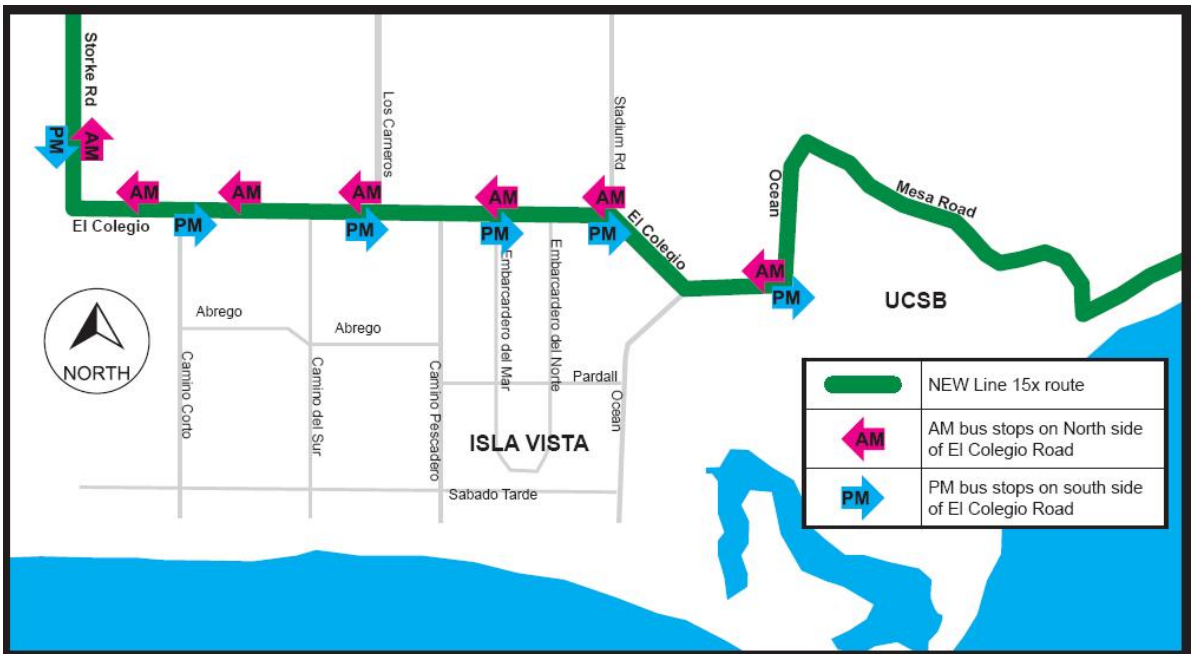 Storke Rd
Los Carneros
Stadium Rd
PM
AM
Ocean
Mesa Road
AM
AM
AM
AM
AM
El Colegio
PM
PM
PM
PM
El Colegio
AM
PM
UCSB
Embarcardero del Mar
Embarcardero del Norte
NORTH
Abrego
Abrego
Camino Corto
Camino del Sur
Camino Pescadero
Pardall
Ocean
ISLA VISTA
Sabado Tarde
NEW Line 15x route
AM
AM bus stops on North side
of El Colegio Road
PM
PM bus stops on south side
of El Colegio Road